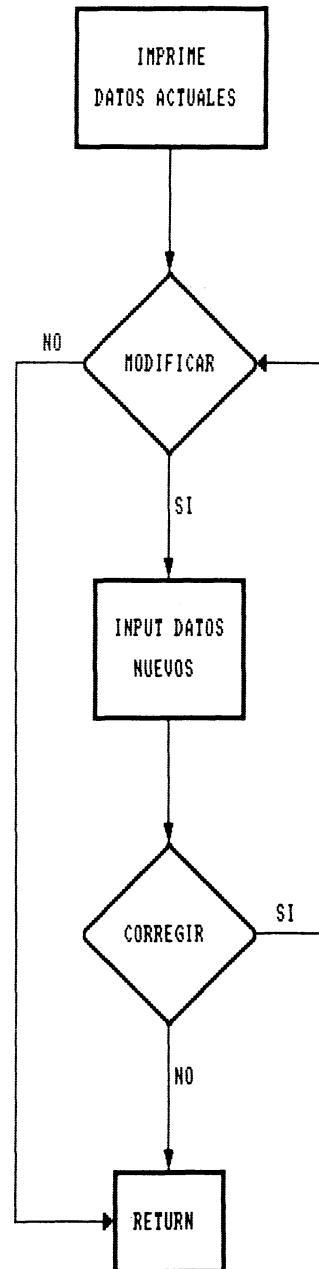 IMPRIME
DATOS ACTUALES
NO
MODIFICAR
SI
INPUT DATOS
NUEVOS
CORREGIR
SI
NO
RETURN